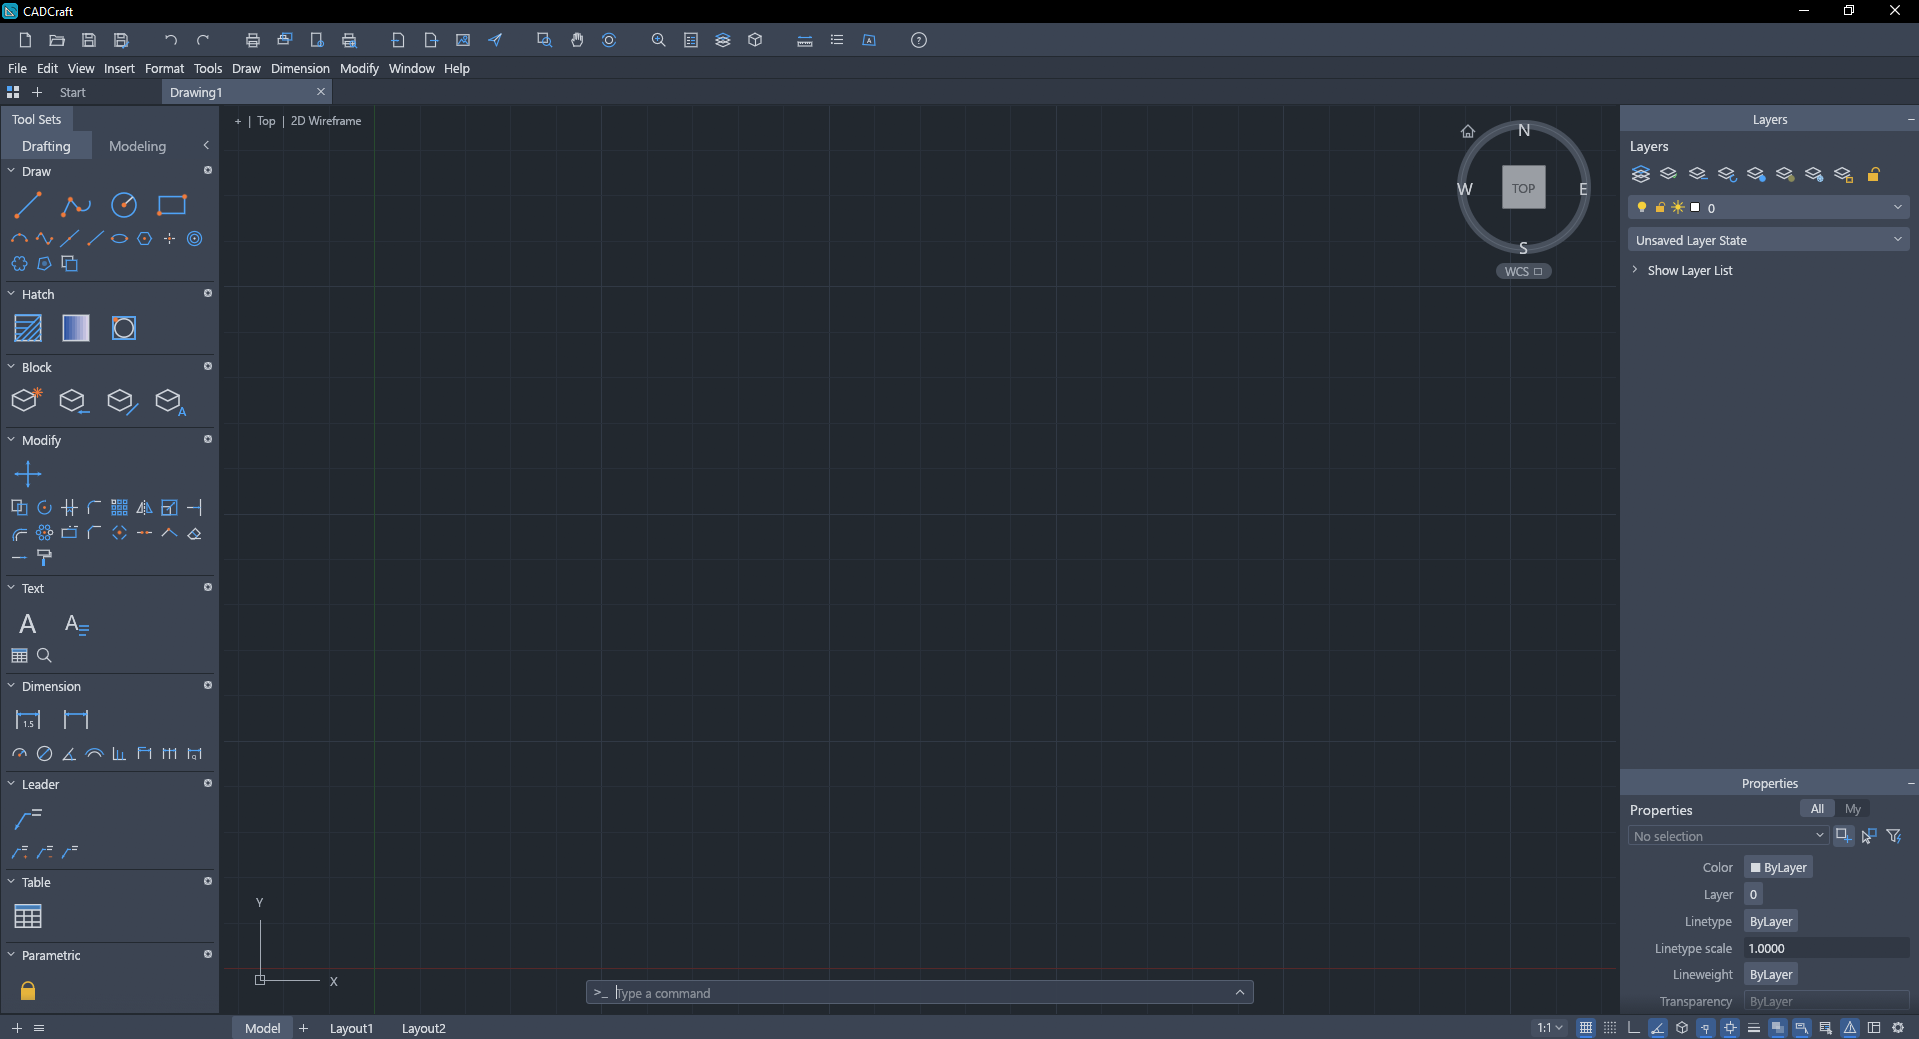 CADCraft
File Edit View Insert Format Tools Draw Dimension Modify Window Help
Start
Drawing1
Tool Sets
Drafting Modeling
Draw
Hatch
Block
A
Modify
Text
A A
Dimension
1.5
Leader
Table
Parametric
+ | Top | 2D Wireframe
N
W TOP E
S
WCS
Y
X
>_ Type a command
Layers
Layers
0
Unsaved Layer State
Show Layer List
Properties
Properties All My
No selection
Color ByLayer
Layer 0
Linetype ByLayer
Linetype scale 1.0000
Lineweight ByLayer
Transparency ByLayer
Model + Layout1 Layout2
1:1